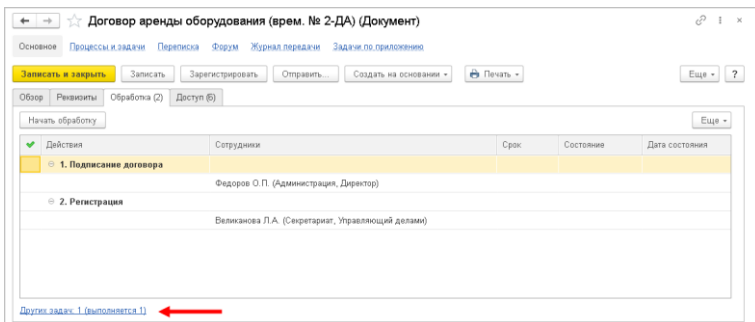 Договор аренды оборудования (врем. № 2-ДА) (Документ)
Основное Процессы и задачи Переписка Форум Журнал передачи Задачи по приложению
Записать и закрыть Записать Зарегистрировать Отправить... Создать на основании Печать Еще ?
Обзор Реквизиты Обработка (2) Доступ (6)
Начать обработку Еще
Действия Сотрудники Срок Состояние Дата состояния
1. Подписание договора
Федоров О.П. (Администрация, Директор)
2. Регистрация
Великанова Л.А. (Секретариат, Управляющий делами)
Других задач: 1 (выполняется 1)